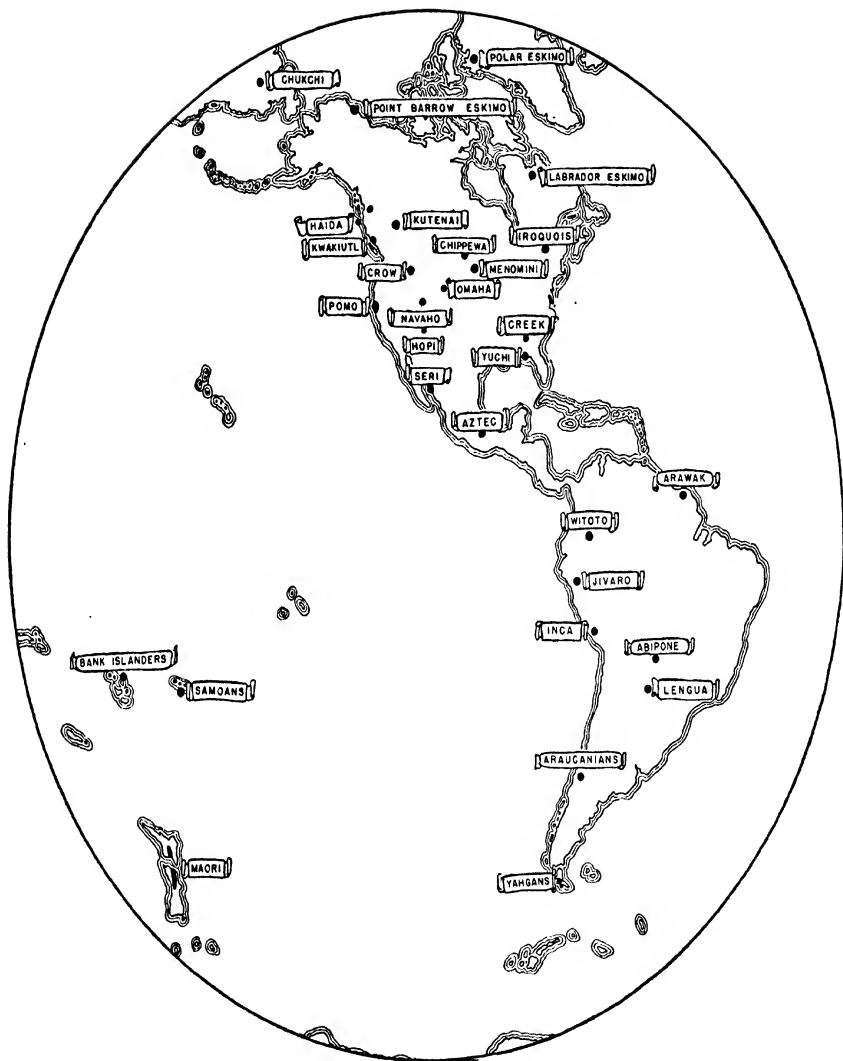 POLAR ESKIMO
CHUKCHI
POINT BARROW ESKIMO
LABRADOR ESKIMO
HAIDA
KUTENAI
IROQUOIS
KWAKIUTL
CHIPPEWA
CROW
MENOMINI
OMAHA
POMO
NAVAHO
CREEK
HOPI
YUCHI
SERI
AZTEC
ARAWAK
WITOTO
JIVARO
INCA
ABIPONE
BANK ISLANDERS
SAMOANS
LENGUA
ARAUCANIANS
MAORI
YAHGANS